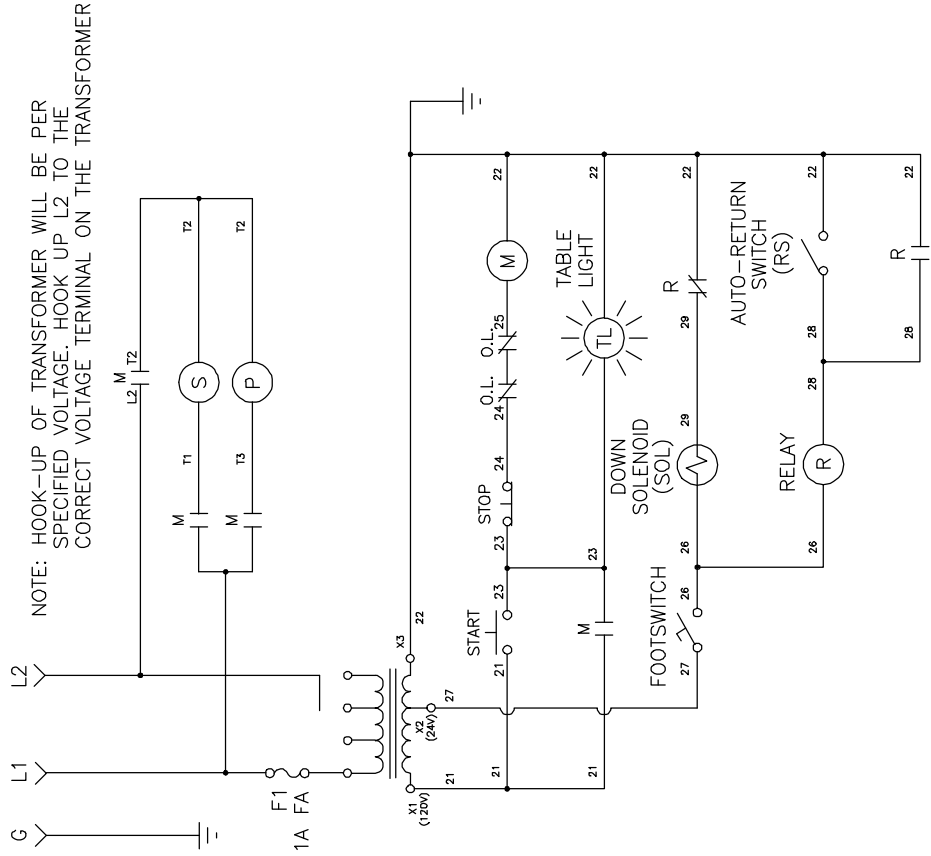 NOTE: HOOK-UP OF TRANSFORMER WILL BE PER
SPECIFIED VOLTAGE. HOOK UP L2 TO THE
CORRECT VOLTAGE TERMINAL ON THE TRANSFORMER
G
L1
L2
M
L2
T2
M
T1
S
T2
M
T3
P
T2
F1
1A FA
X1
(120V)
X2
(24V)
X3
21
27
22
21
START
23
23
STOP
24
24
O.L.
O.L.
25
M
22
21
M
23
TL
TABLE
LIGHT
22
27
FOOTSWITCH
26
26
DOWN
SOLENOID
(SOL)
29
29
R
22
26
RELAY
R
28
28
AUTO-RETURN
SWITCH
(RS)
22
28
R
22